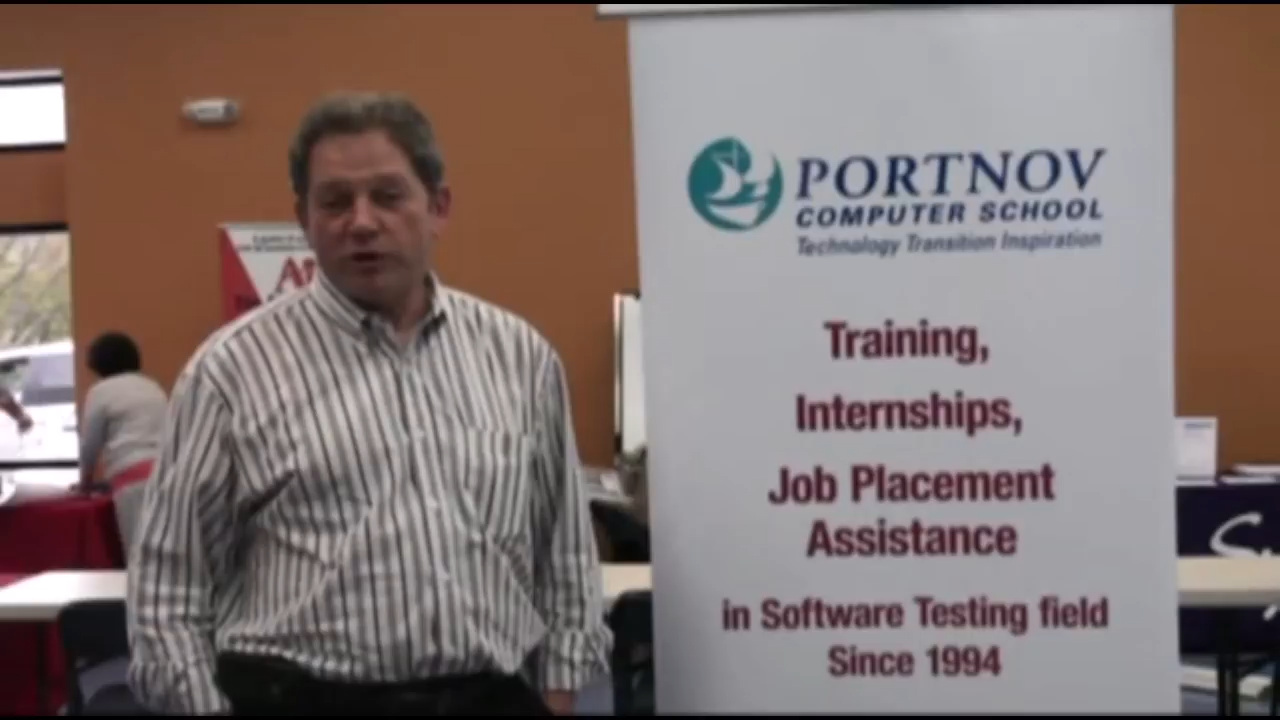 PORTNOV
COMPUTER SCHOOL
Technology Transition Inspiration
Training,
Internships,
Job Placement
Assistance
in Software Testing field
Since 1994